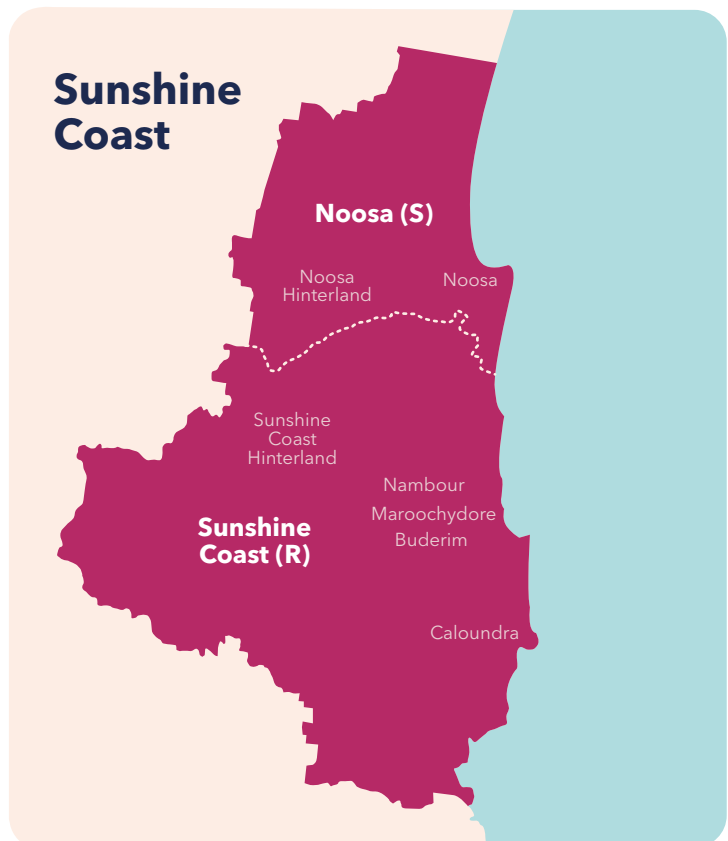 Sunshine
Coast
Noosa (S)
Noosa
Hinterland
Noosa
Sunshine
Coast
Hinterland
Nambour
Maroochydore
Buderim
Sunshine
Coast (R)
Caloundra